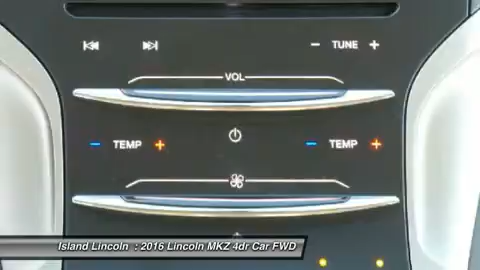 − TUNE +
VOL
− TEMP + − TEMP +
Island Lincoln : 2016 Lincoln MKZ 4dr Car FWD